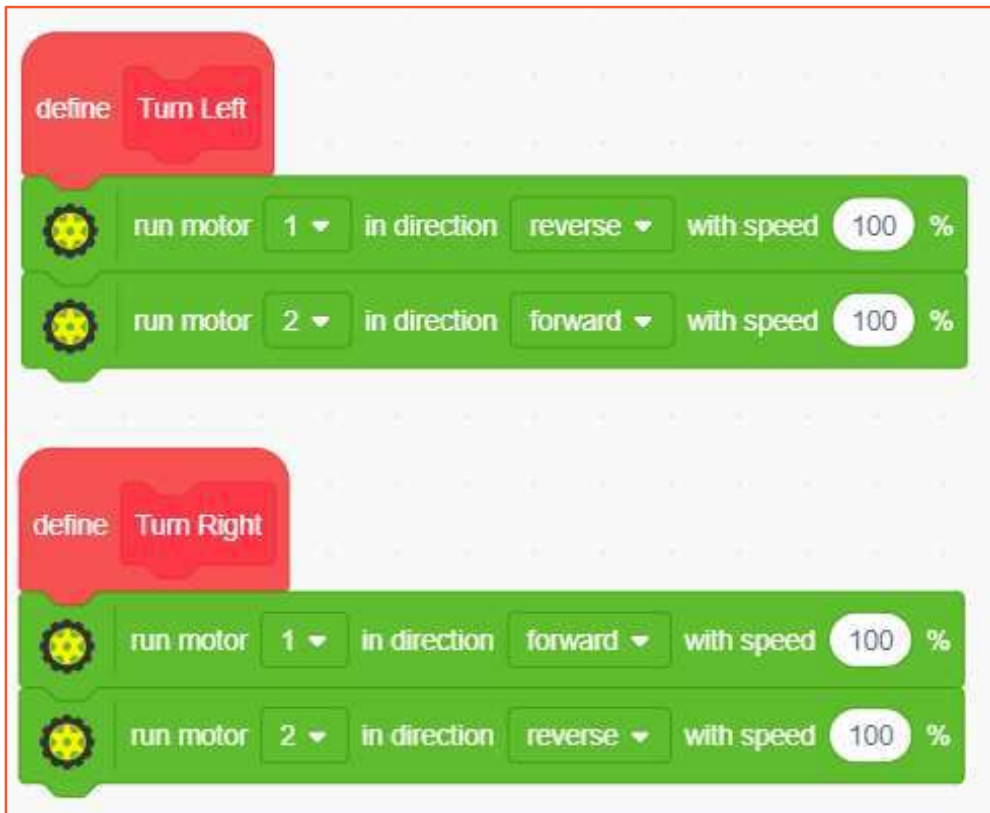 define Turn Left
run motor 1 in direction reverse with speed 100 %
run motor 2 in direction forward with speed 100 %
define Turn Right
run motor 1 in direction forward with speed 100 %
run motor 2 in direction reverse with speed 100 %